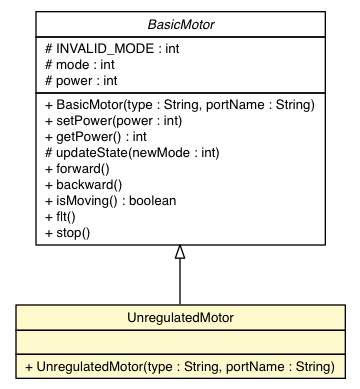 BasicMotor
# INVALID_MODE : int
# mode : int
# power : int
+ BasicMotor(type : String, portName : String)
+ setPower(power : int)
+ getPower() : int
# updateState(newMode : int)
+ forward()
+ backward()
+ isMoving() : boolean
+ flt()
+ stop()
UnregulatedMotor
+ UnregulatedMotor(type : String, portName : String)